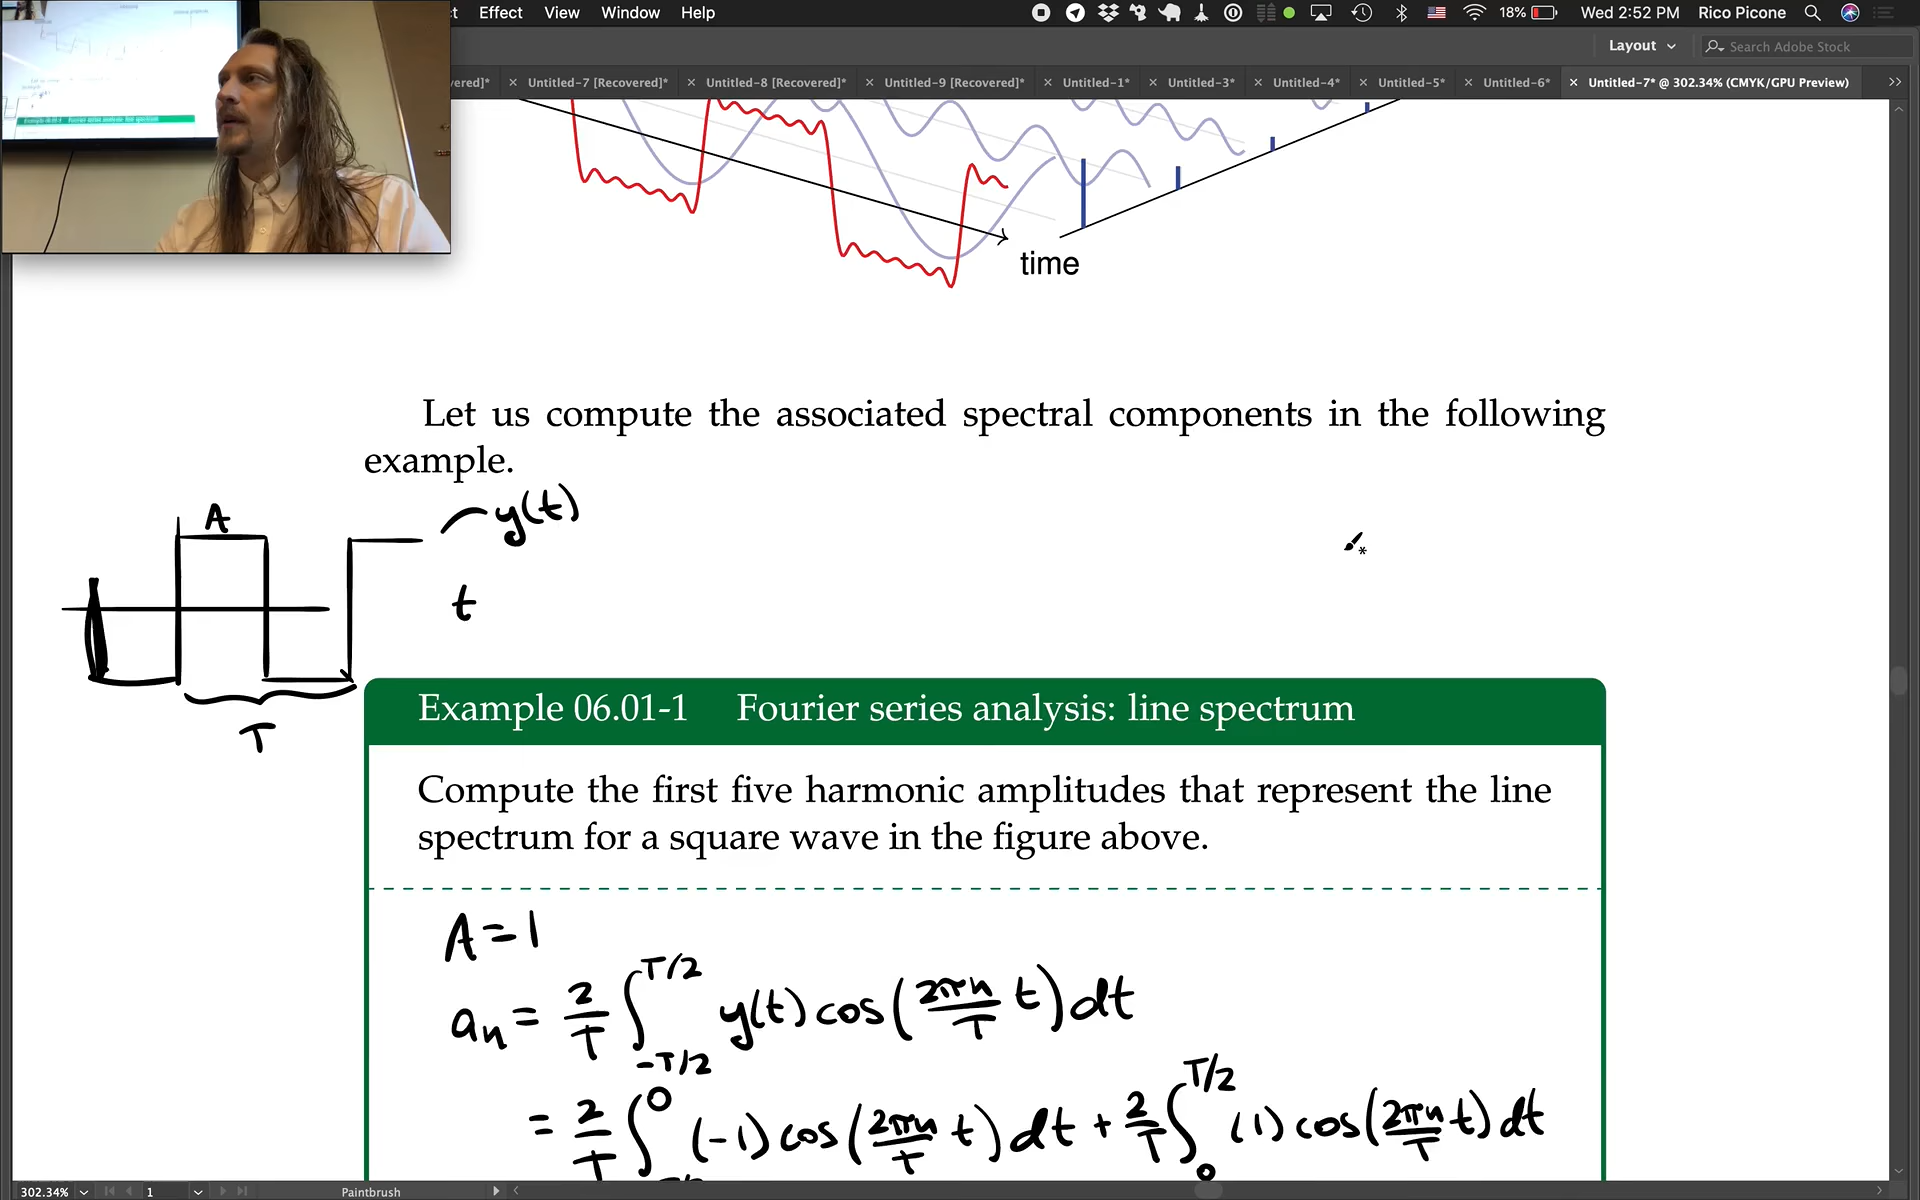 Effect View Window Help 18% Wed 2:52 PM Rico Picone
Layout Search Adobe Stock
overed]* × Untitled-7 [Recovered]* × Untitled-8 [Recovered]* × Untitled-9 [Recovered]* × Untitled-1* × Untitled-3* × Untitled-4* × Untitled-5* × Untitled-6* × Untitled-7* @ 302.34% (CMYK/GPU Preview) >>
time
Let us compute the associated spectral components in the following
example.
A
y(t)
t
T
Example 06.01-1 Fourier series analysis: line spectrum
Compute the first five harmonic amplitudes that represent the line
spectrum for a square wave in the figure above.
A=1
aₙ = 2/T ∫_{-T/2}^{T/2} y(t) cos(2πn/T t) dt
= 2/T ∫^{0} (-1) cos(2πn/T t) dt + 2/T ∫_{0}^{T/2} (1) cos(2πn/T t) dt
302.34% 1 Paintbrush